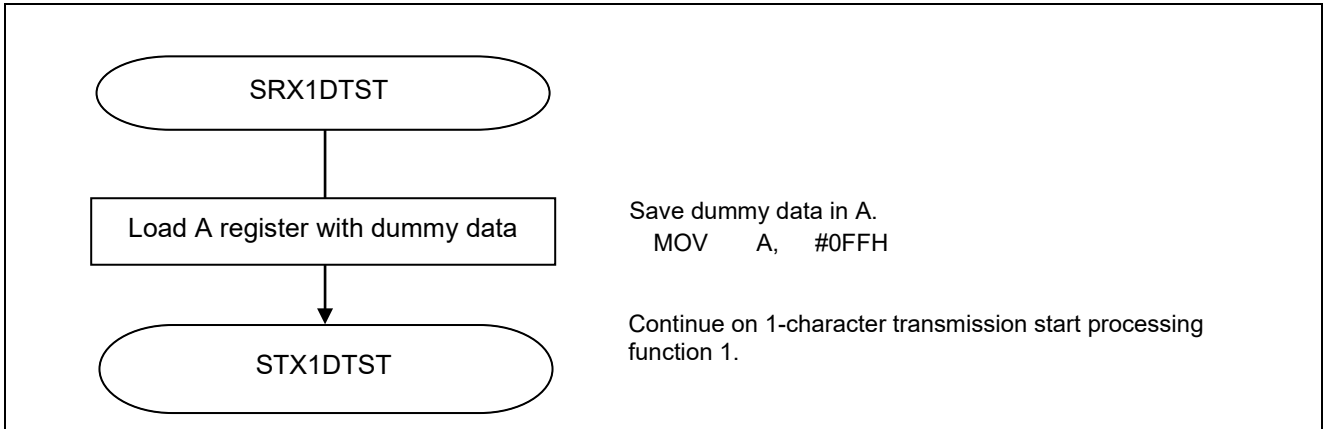 SRX1DTST
Load A register with dummy data
Save dummy data in A.
MOV A, #0FFH
STX1DTST
Continue on 1-character transmission start processing
function 1.